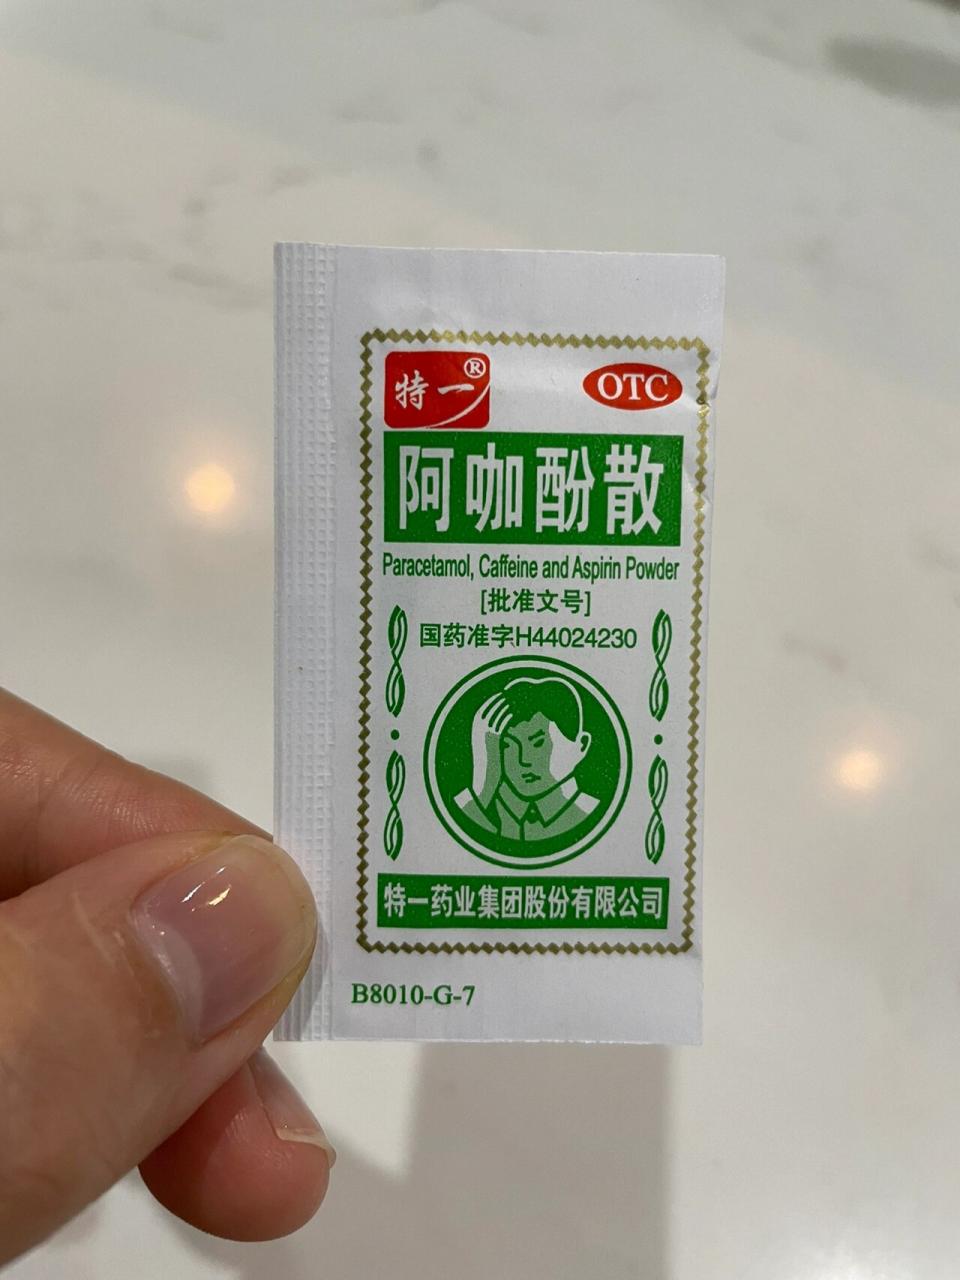 特一®
OTC
阿咖酚散
Paracetamol, Caffeine and Aspirin Powder
[批准文号]
国药准字H44024230
特一药业集团股份有限公司
B8010-G-7